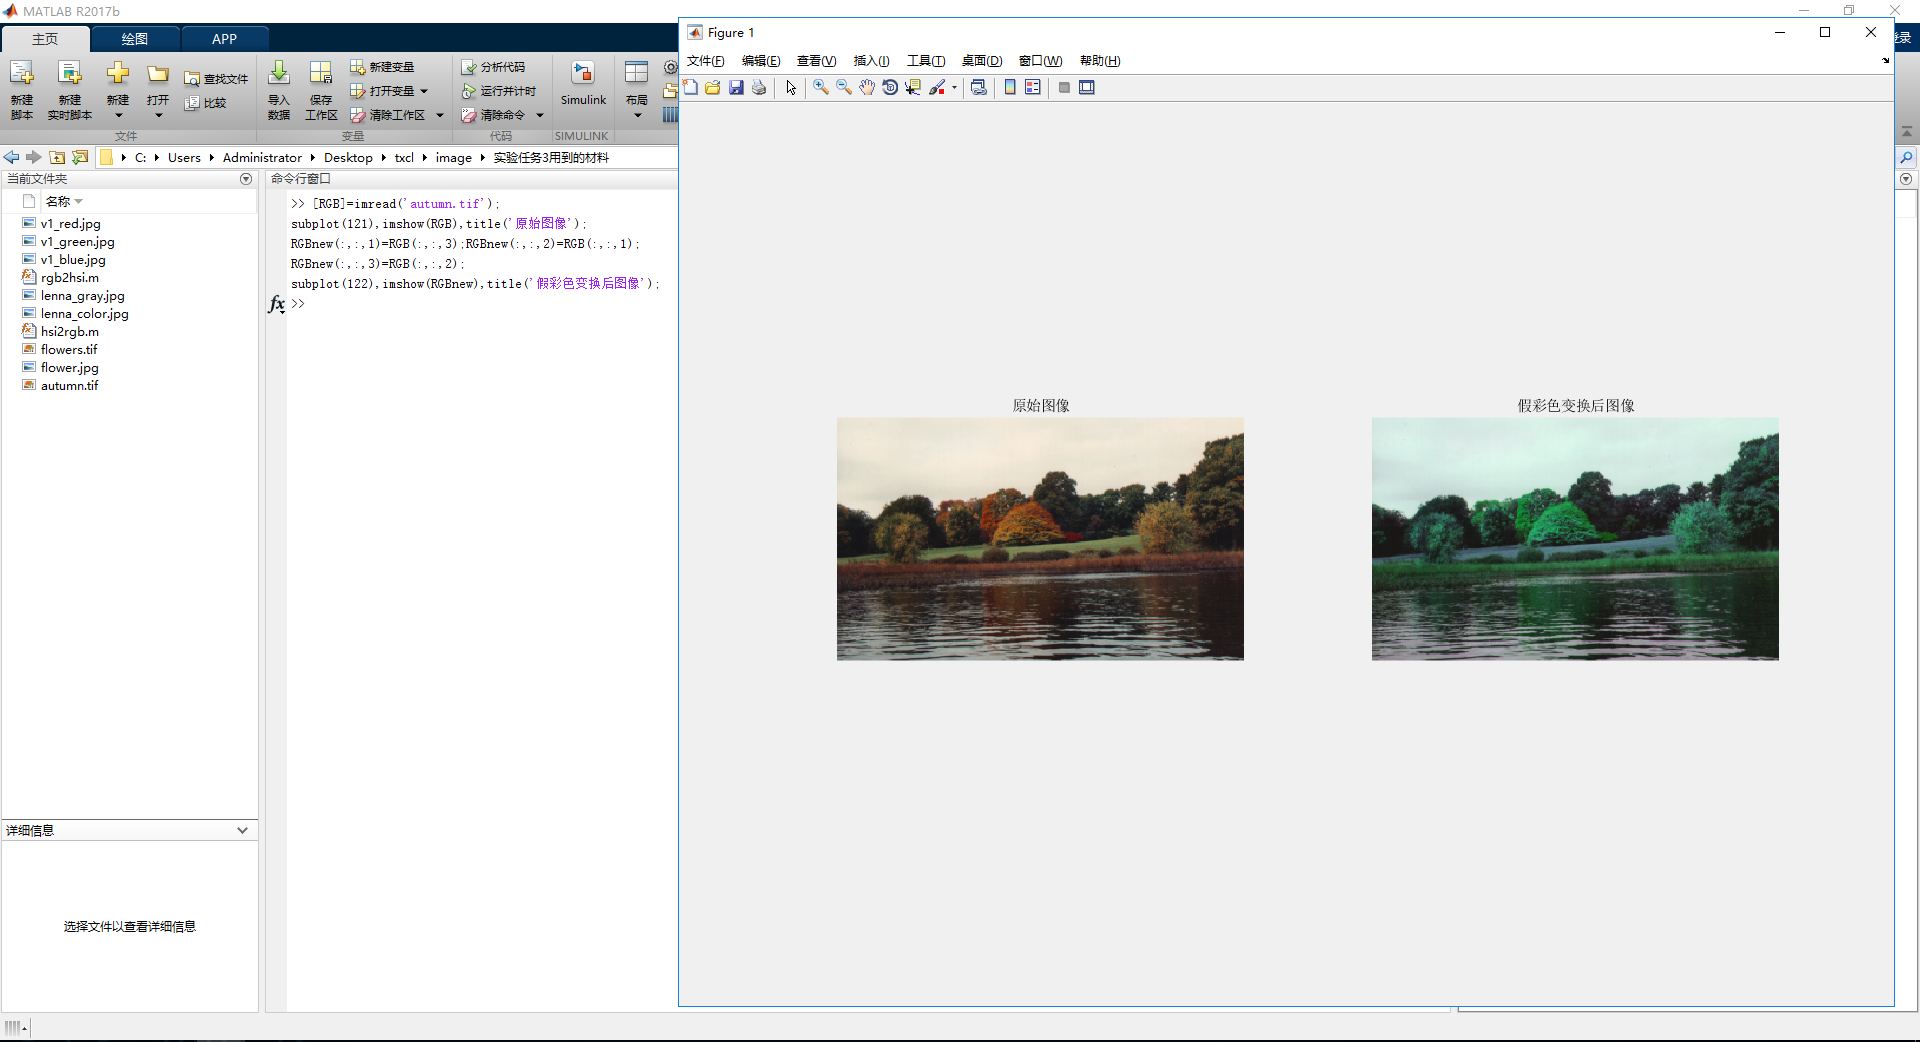 MATLAB R2017b
主页
绘图
APP
新建
脚本
新建
实时脚本
新建
打开
查找文件
比较
文件
导入
数据
保存
工作区
新建变量
打开变量
清除工作区
变量
分析代码
运行并计时
清除命令
代码
Simulink
SIMULINK
布局
登录
C: Users Administrator Desktop txcl image 实验任务3用到的材料
当前文件夹
名称
v1_red.jpg
v1_green.jpg
v1_blue.jpg
rgb2hsi.m
lenna_gray.jpg
lenna_color.jpg
hsi2rgb.m
flowers.tif
flower.jpg
autumn.tif
详细信息
选择文件以查看详细信息
命令行窗口
>> [RGB]=imread('autumn.tif');
subplot(121),imshow(RGB),title('原始图像');
RGBnew(:,:,1)=RGB(:,:,3);RGBnew(:,:,2)=RGB(:,:,1);
RGBnew(:,:,3)=RGB(:,:,2);
subplot(122),imshow(RGBnew),title('假彩色变换后图像');
fx >>
Figure 1
文件(F) 编辑(E) 查看(V) 插入(I) 工具(T) 桌面(D) 窗口(W) 帮助(H)
原始图像
假彩色变换后图像